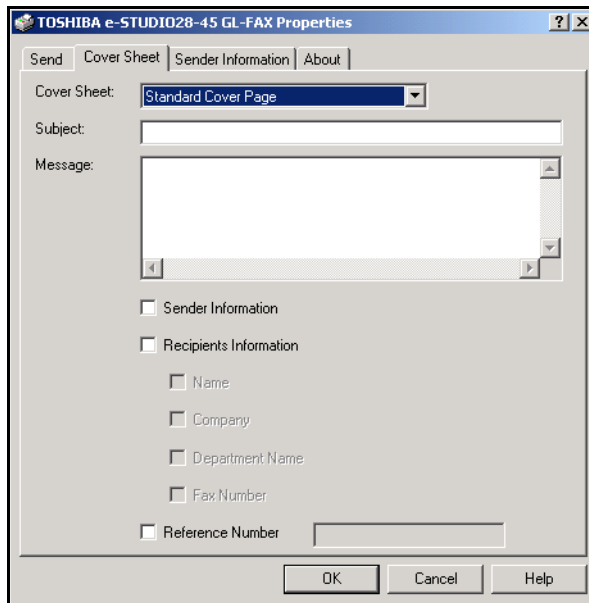 TOSHIBA e-STUDIO28-45 GL-FAX Properties
Send Cover Sheet Sender Information About
Cover Sheet: Standard Cover Page
Subject:
Message:
Sender Information
Recipients Information
Name
Company
Department Name
Fax Number
Reference Number
OK Cancel Help